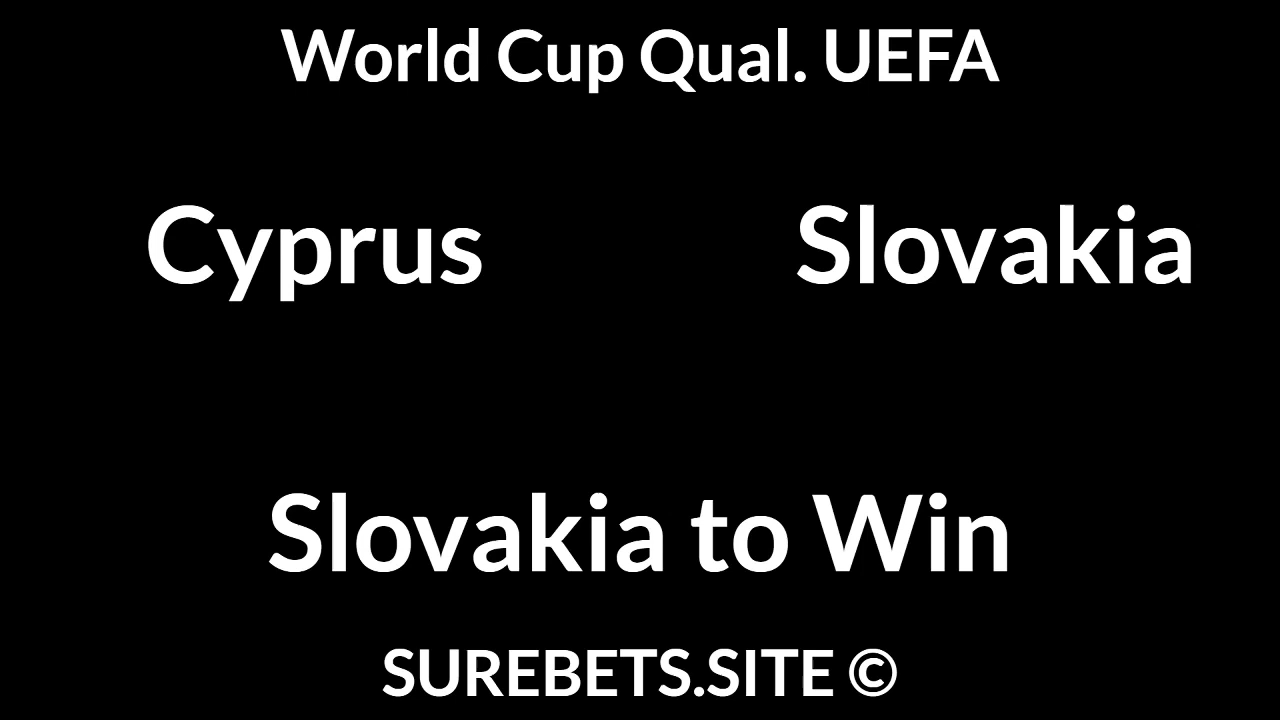 World Cup Qual. UEFA
Cyprus Slovakia
Slovakia to Win
SUREBETS.SITE ©